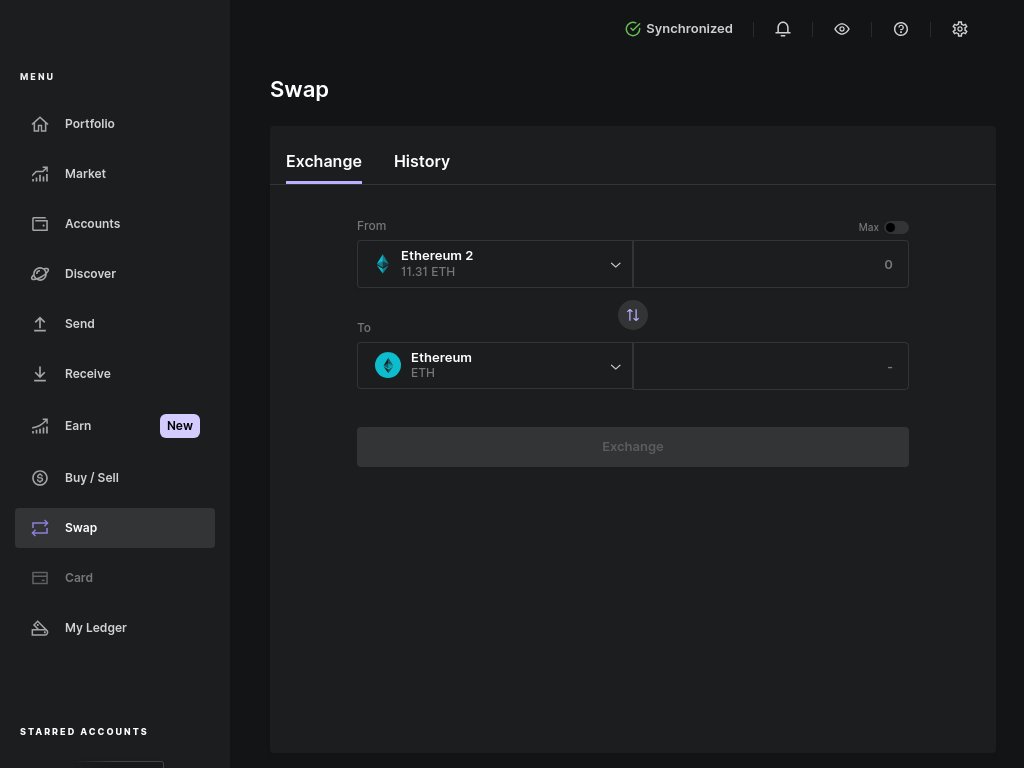 Synchronized
MENU
Portfolio
Market
Accounts
Discover
Send
Receive
Earn New
Buy / Sell
Swap
Card
My Ledger
STARRED ACCOUNTS
Swap
Exchange History
From Max
Ethereum 2
11.31 ETH
0
To
Ethereum
ETH
-
Exchange